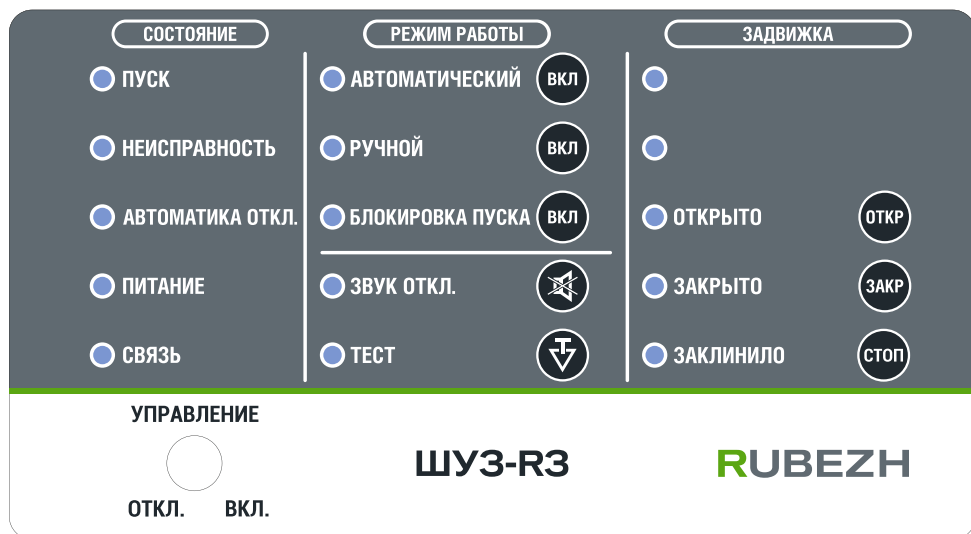 СОСТОЯНИЕ
ПУСК
НЕИСПРАВНОСТЬ
АВТОМАТИКА ОТКЛ.
ПИТАНИЕ
СВЯЗЬ
РЕЖИМ РАБОТЫ
АВТОМАТИЧЕСКИЙ ВКЛ
РУЧНОЙ ВКЛ
БЛОКИРОВКА ПУСКА ВКЛ
ЗВУК ОТКЛ.
ТЕСТ
ЗАДВИЖКА
ОТКРЫТО ОТКР
ЗАКРЫТО ЗАКР
ЗАКЛИНИЛО СТОП
УПРАВЛЕНИЕ
ОТКЛ. ВКЛ.
ШУЗ-R3
RUBEZH